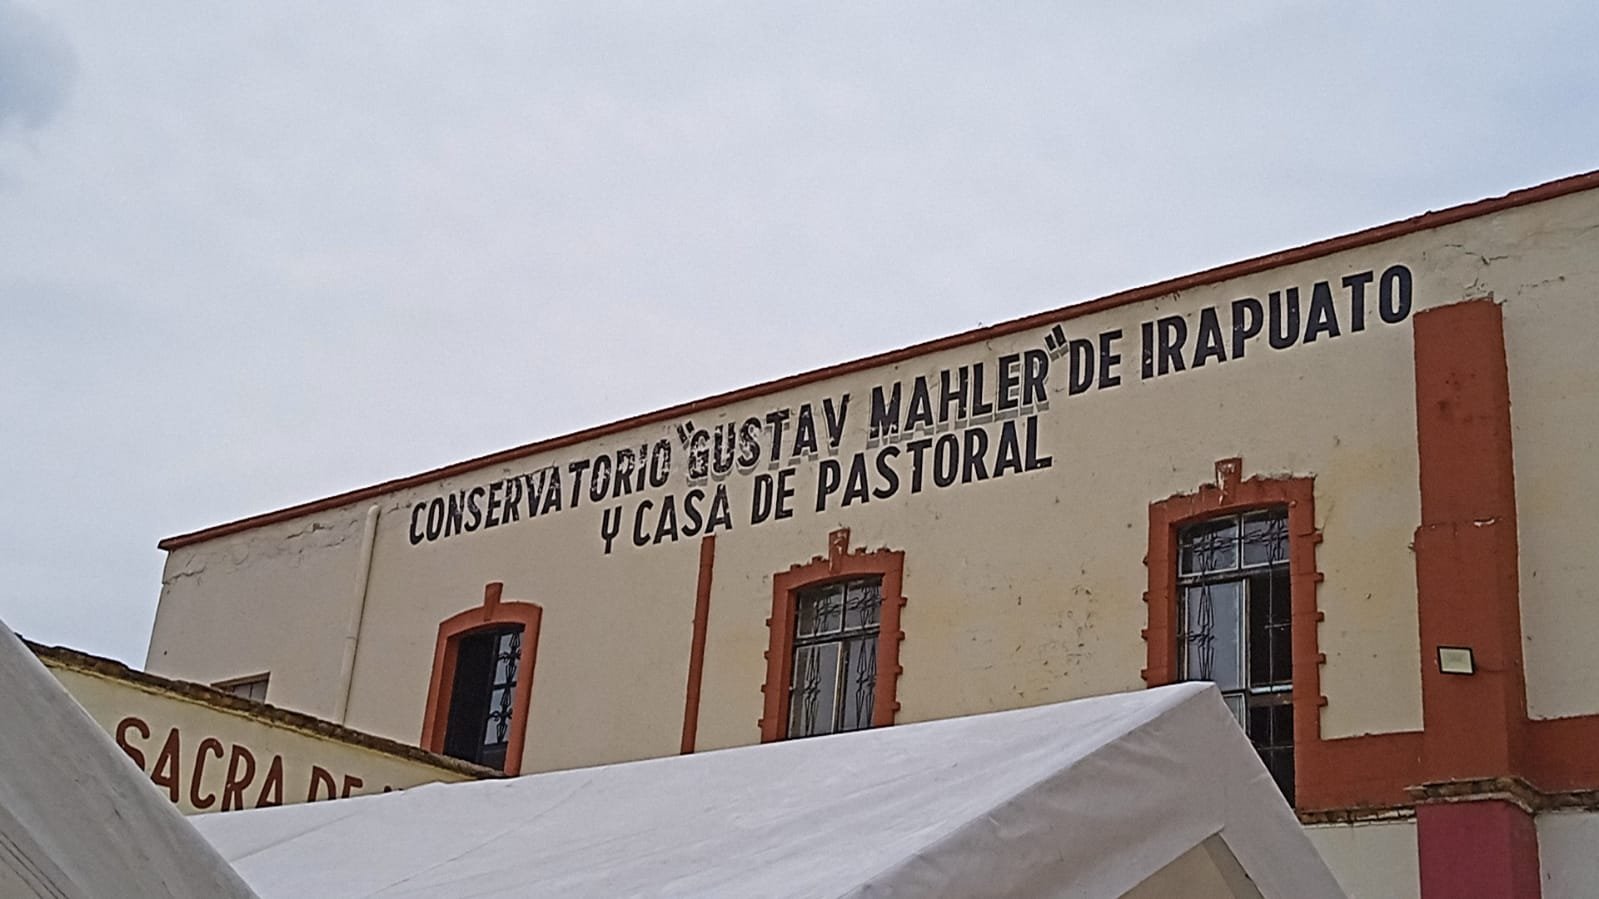 CONSERVATORIO "GUSTAV MAHLER" DE IRAPUATO
Y CASA DE PASTORAL
SACRA DE